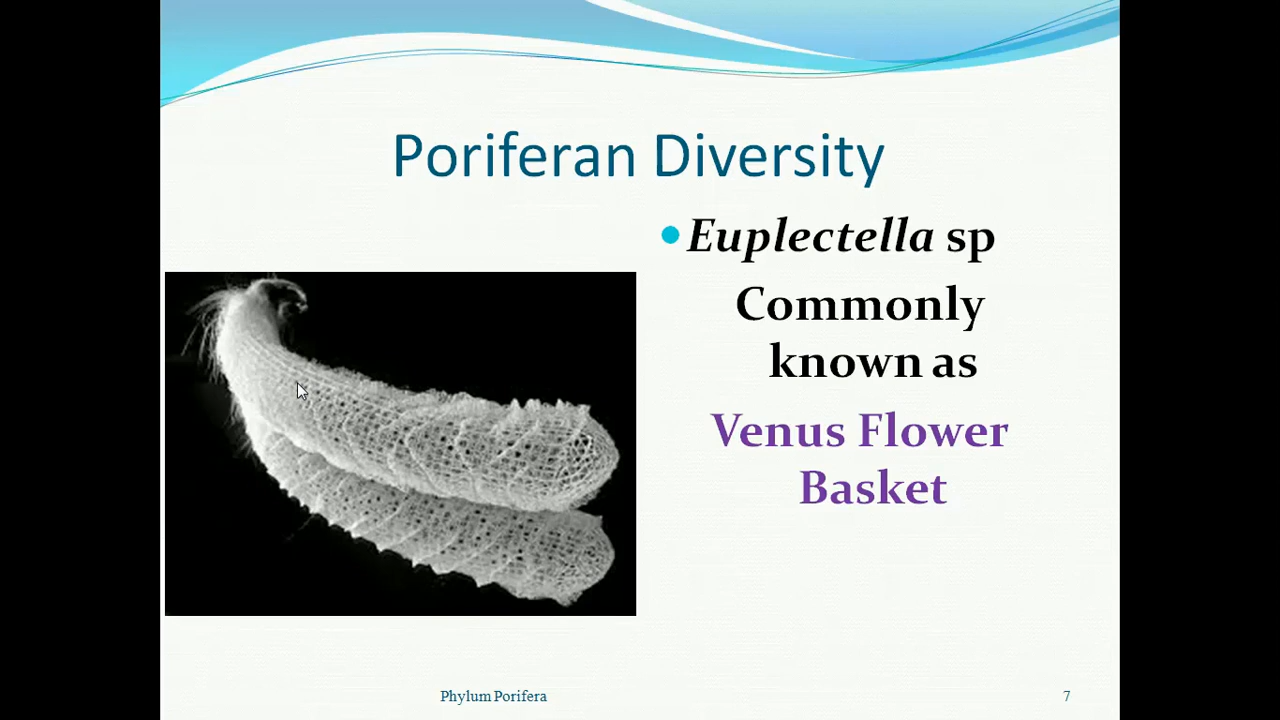 Poriferan Diversity
Euplectella sp
Commonly
known as
Venus Flower
Basket
Phylum Porifera
7